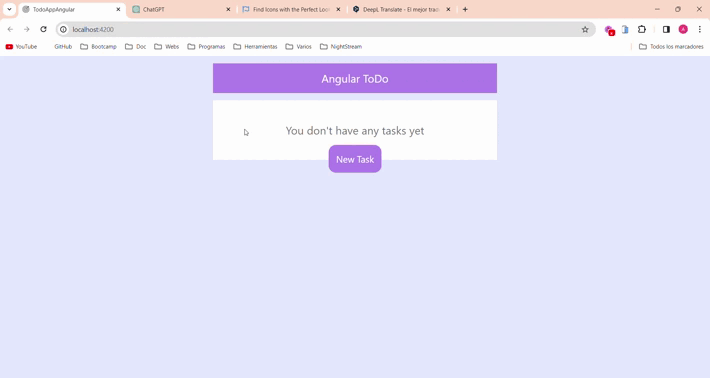 TodoAppAngular
ChatGPT
Find Icons with the Perfect Loo
DeepL Translate - El mejor trad
localhost:4200
YouTube
GitHub
Bootcamp
Doc
Webs
Programas
Herramientas
Varios
NightStream
Todos los marcadores
Angular ToDo
You don't have any tasks yet
New Task